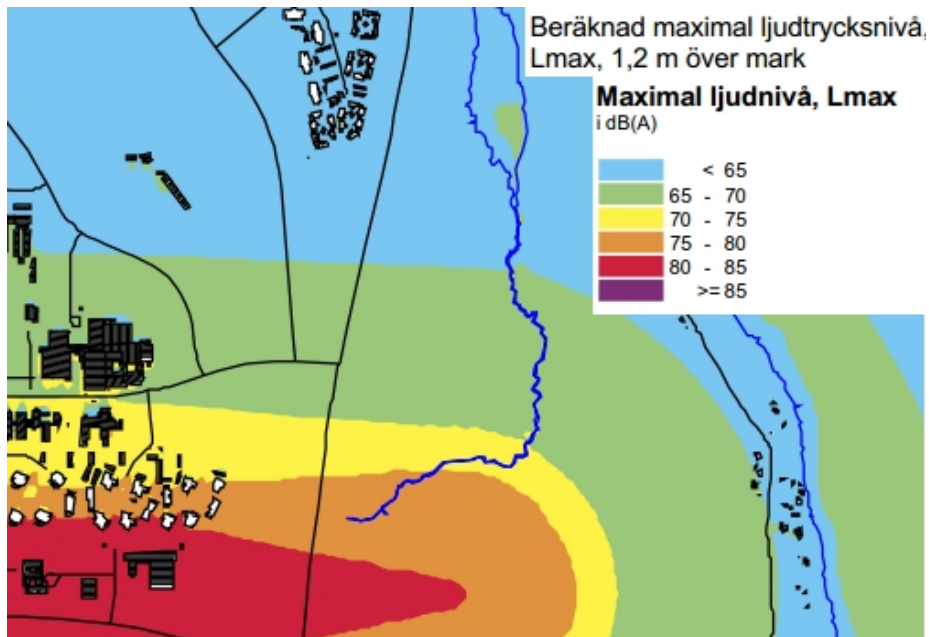 Beräknad maximal ljudtrycksnivå,
Lmax, 1,2 m över mark
Maximal ljudnivå, Lmax
i dB(A)
< 65
65 - 70
70 - 75
75 - 80
80 - 85
>= 85